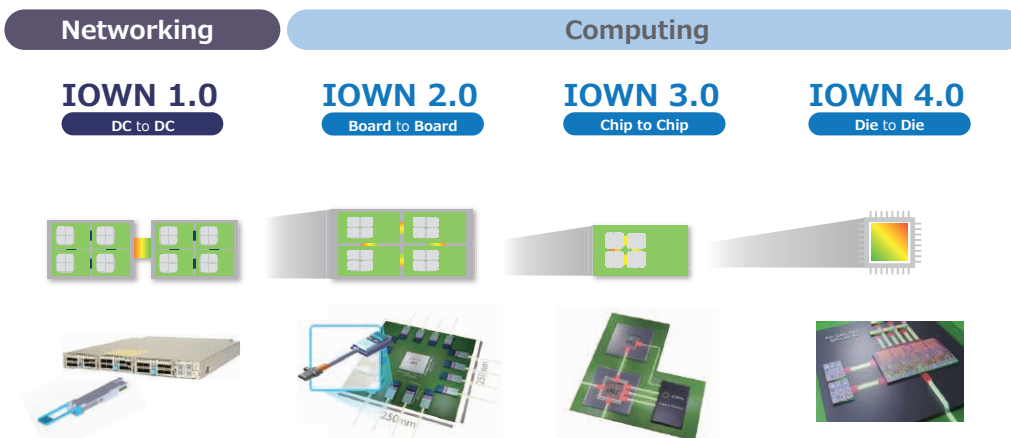 Networking
Computing
IOWN 1.0
DC to DC
IOWN 2.0
Board to Board
IOWN 3.0
Chip to Chip
IOWN 4.0
Die to Die
250mm
250mm